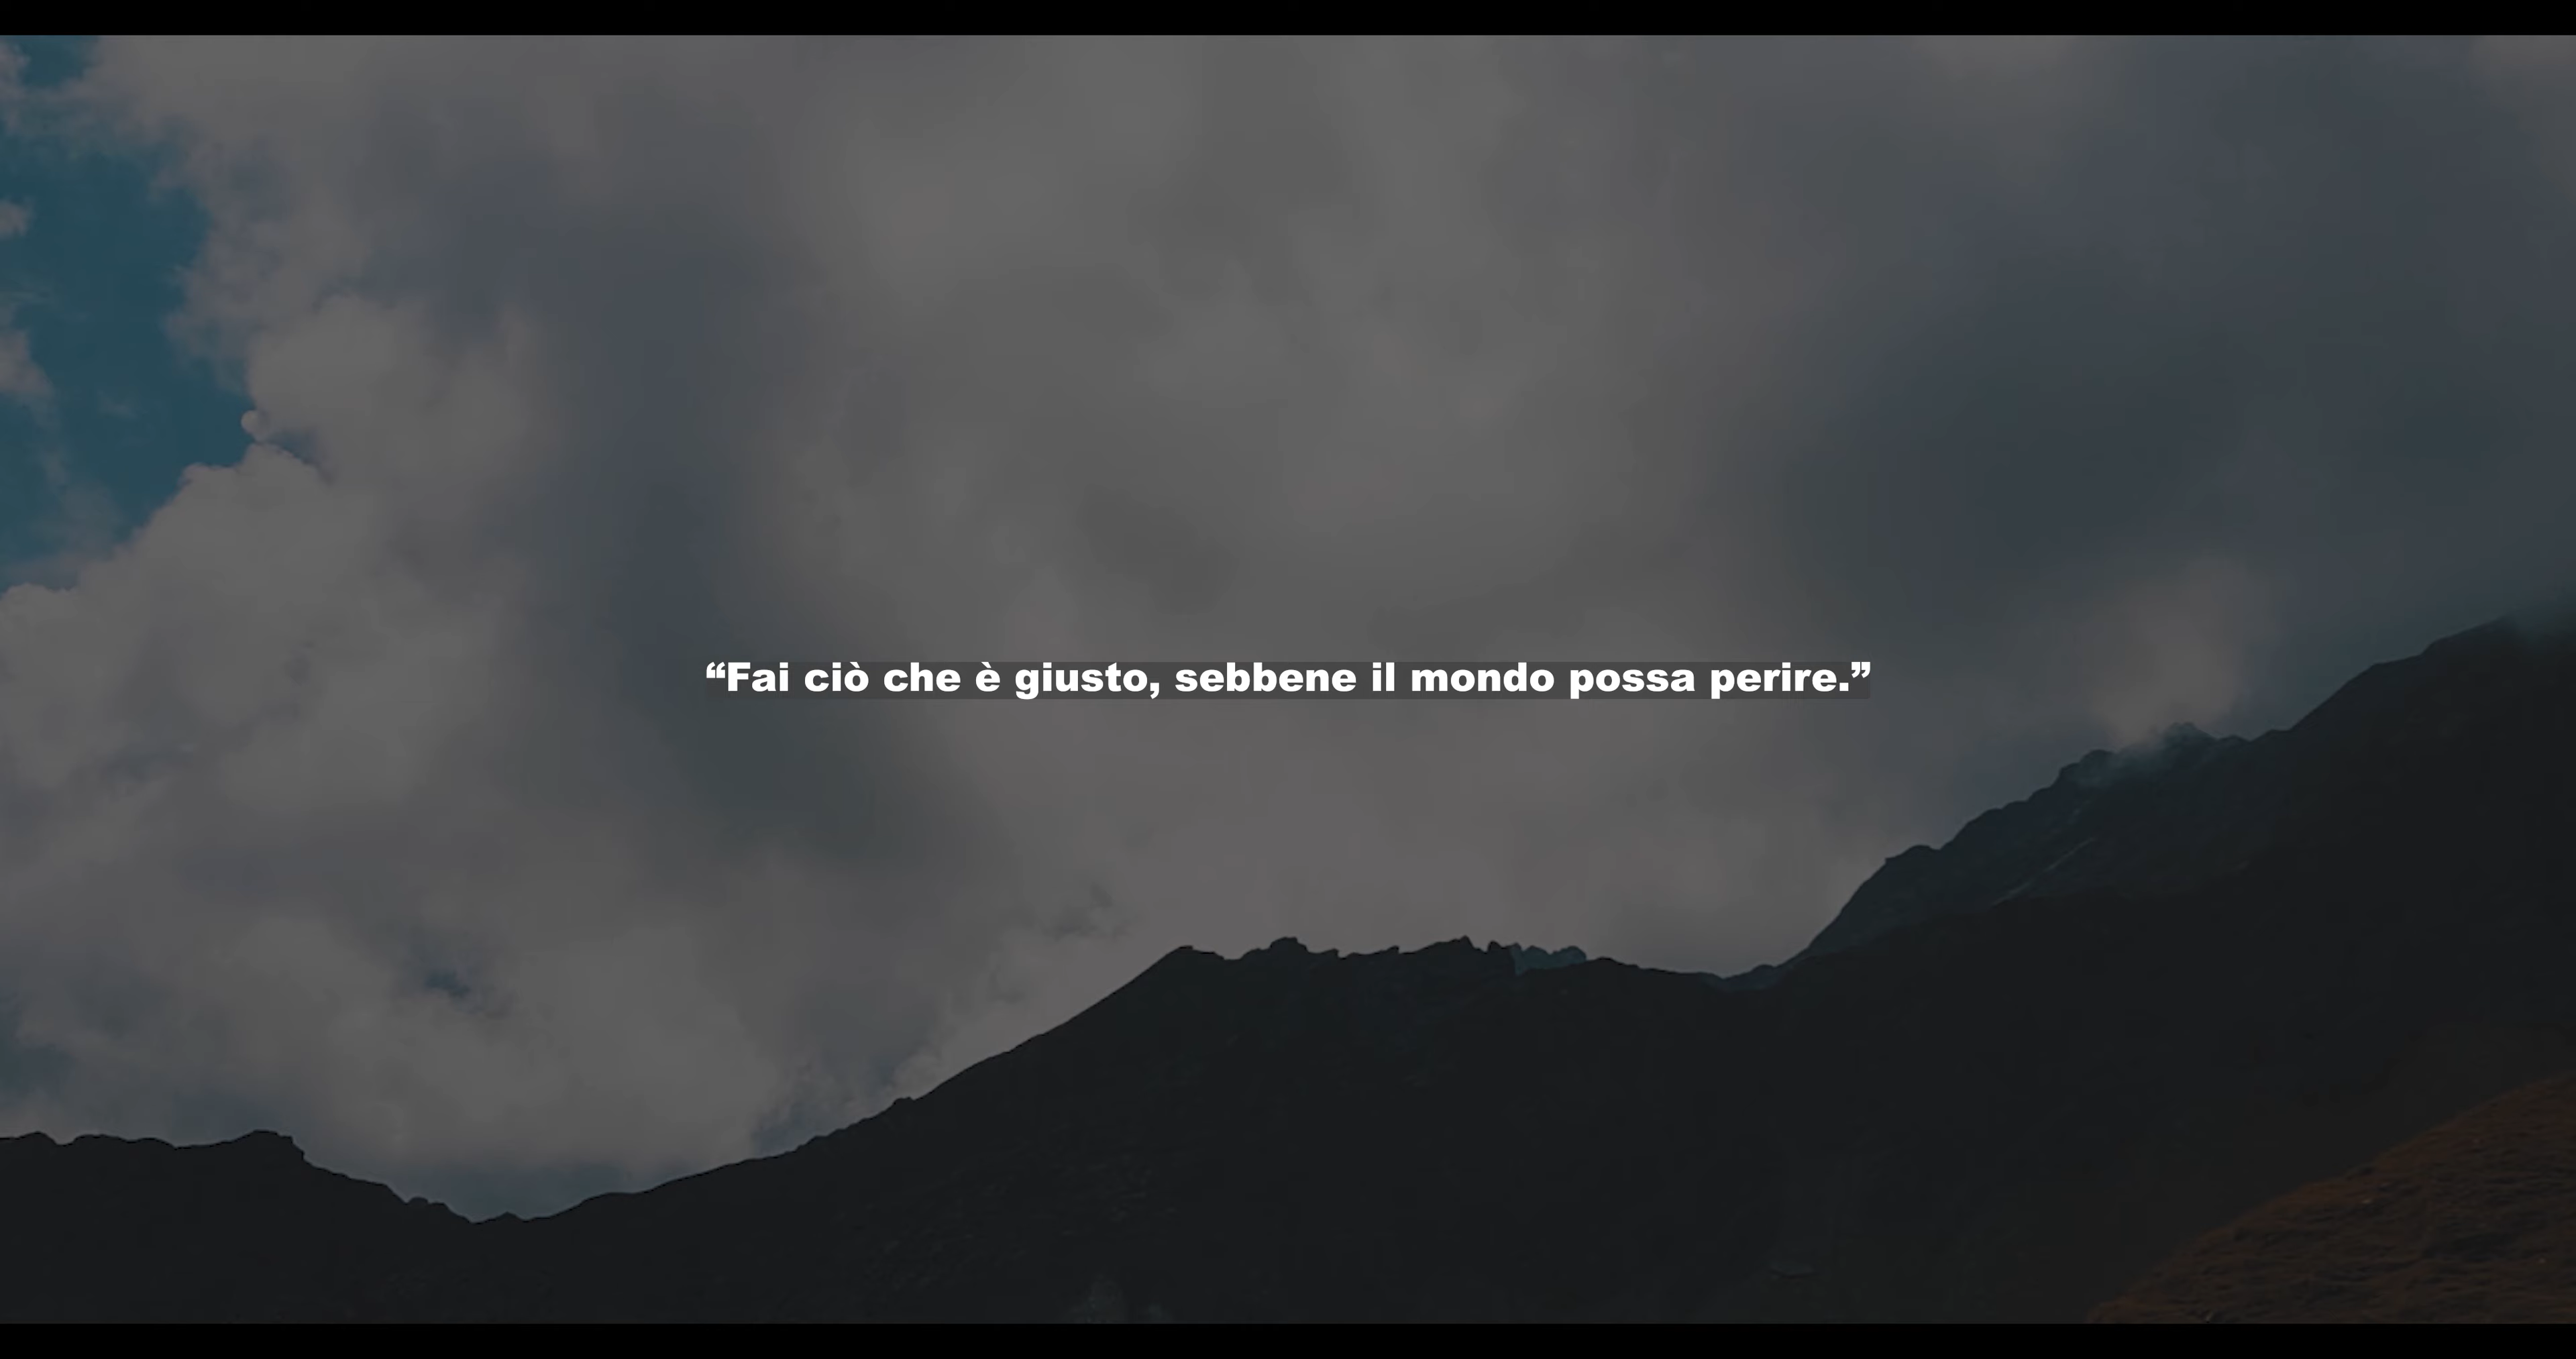 “Fai ciò che è giusto, sebbene il mondo possa perire.”